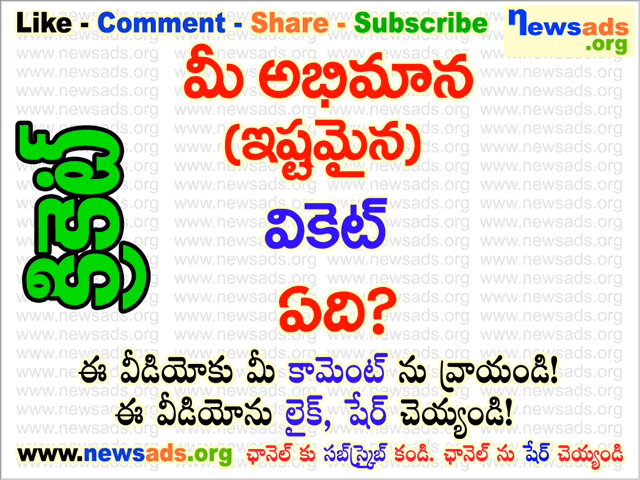 Like - Comment - Share - Subscribe
newsads
.org
మీ అభిమాన
(ఇష్టమైన)
క్రికెట్
వికెట్
ఏది?
ఈ వీడియోకు మీ కామెంట్ ను వ్రాయండి!
ఈ వీడియోను లైక్, షేర్ చెయ్యండి!
www.newsads.org ఛానెల్ కు సబ్‌స్క్రైబ్ కండి. ఛానెల్ ను షేర్ చెయ్యండి